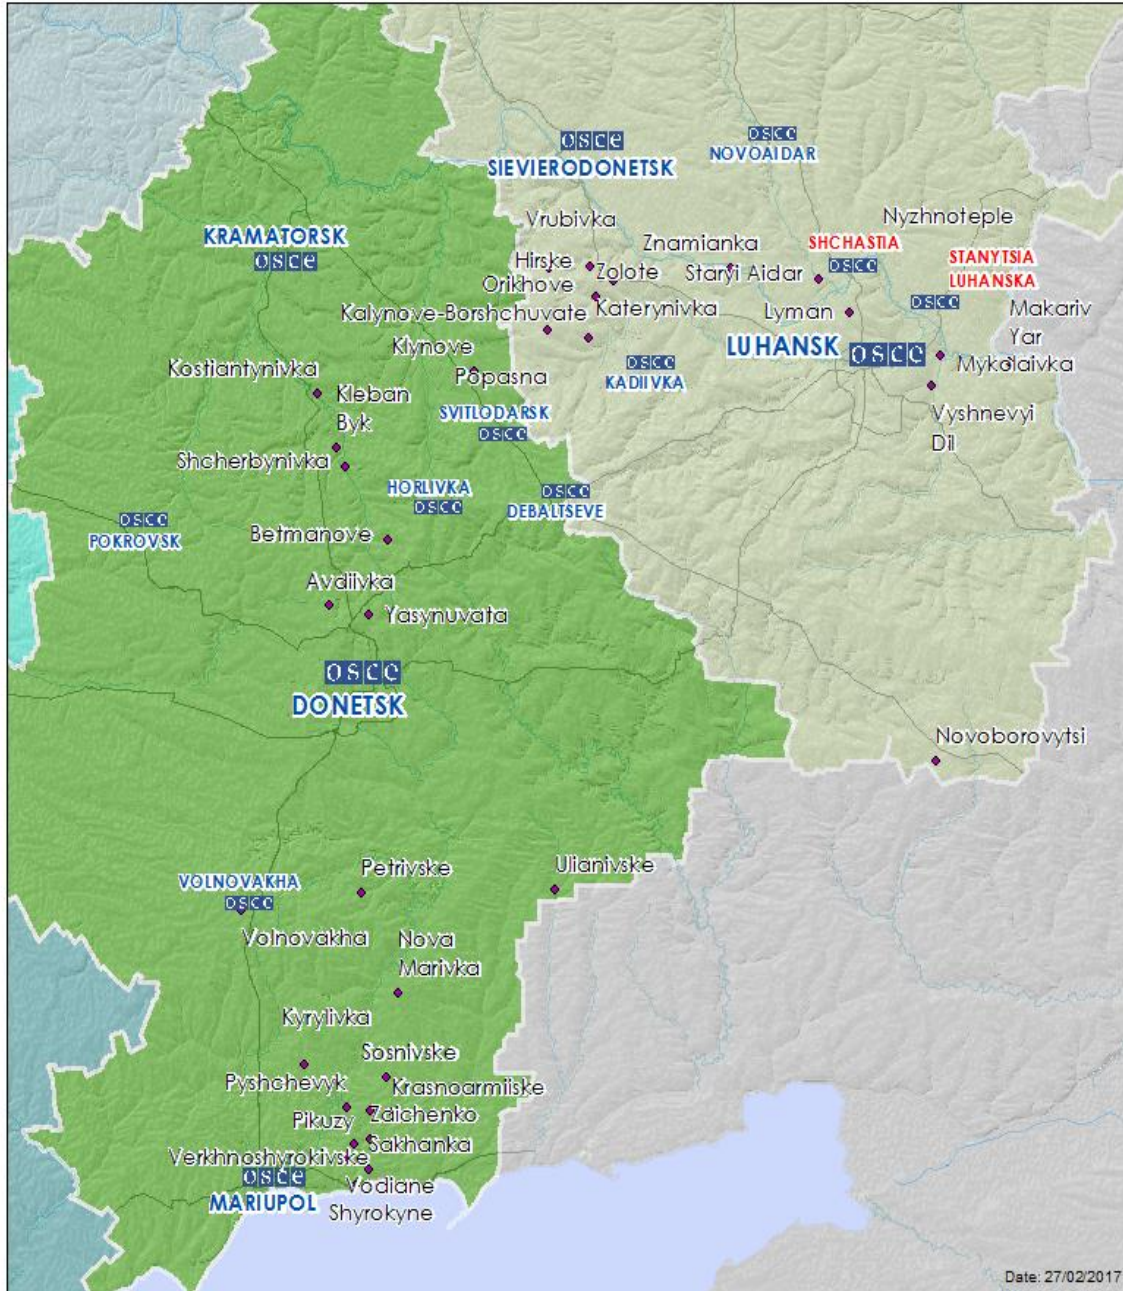 osce
SIEVIERODONETSK
osce
NOVOAIDAR
Vrubivka
Nyzhnoteple
KRAMATORSK
osce
Hirske
Zolote
Znamianka
Staryi Aidar
SHCHASTIA
osce
STANYTSIA
LUHANSKA
osce
Orikhove
Kalynove-Borshchuvate
Katerynivka
Lyman
Makariv
Yar
Klynove
LUHANSK
osce
Mykolaivka
Kostiantynivka
Popasna
osce
KADIIVKA
Kleban
Byk
SVITLODARSK
osce
Vyshnevyi
Dil
Shcherbynivka
HORLIVKA
osce
osce
DEBALTSEVE
osce
POKROVSK
Betmanove
Avdiivka
Yasynuvata
osce
DONETSK
Novoborovytsi
Petrivske
Ulianivske
VOLNOVAKHA
osce
Volnovakha
Nova
Marivka
Kyrylivka
Sosnivske
Pyshchevyk
Krasnoarmiiske
Pikuzy
Zaichenko
Sakhanka
Verkhnoshyrokivske
osce
MARIUPOL
Vodiane
Shyrokyne
Date: 27/02/2017